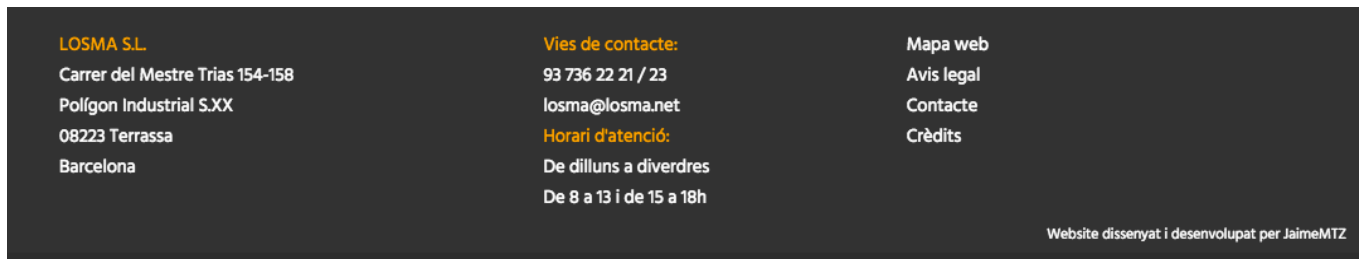 LOSMA S.L.
Carrer del Mestre Trias 154-158
Polígon Industrial S.XX
08223 Terrassa
Barcelona
Vies de contacte:
93 736 22 21 / 23
losma@losma.net
Horari d'atenció:
De dilluns a diverdres
De 8 a 13 i de 15 a 18h
Mapa web
Avis legal
Contacte
Crèdits
Website dissenyat i desenvolupat per JaimeMTZ